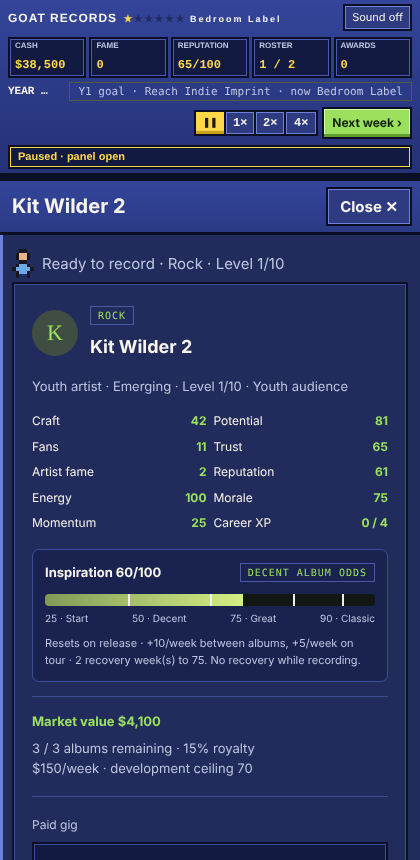 GOAT RECORDS ★★★★★★ Bedroom Label
Sound off
CASH
$38,500
FAME
0
REPUTATION
65/100
ROSTER
1 / 2
AWARDS
0
YEAR …
Y1 goal · Reach Indie Imprint · now Bedroom Label
1×
2×
4×
Next week ›
Paused · panel open
Kit Wilder 2
Close ✕
Ready to record · Rock · Level 1/10
K
ROCK
Kit Wilder 2
Youth artist · Emerging · Level 1/10 · Youth audience
Craft 42 Potential 81
Fans 11 Trust 65
Artist fame 2 Reputation 61
Energy 100 Morale 75
Momentum 25 Career XP 0 / 4
Inspiration 60/100
DECENT ALBUM ODDS
25 · Start 50 · Decent 75 · Great 90 · Classic
Resets on release · +10/week between albums, +5/week on
tour · 2 recovery week(s) to 75. No recovery while recording.
Market value $4,100
3 / 3 albums remaining · 15% royalty
$150/week · development ceiling 70
Paid gig